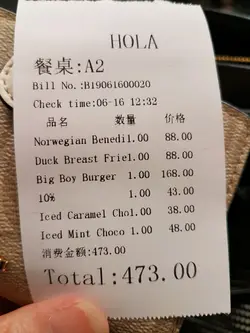 HOLA
餐桌:A2
Bill No.:B19061600020
Check time:06-16 12:32
品名 数量 价格
Norwegian Benedi1.00 88.00
Duck Breast Frie1.00 88.00
Big Boy Burger 1.00 168.00
10% 1.00 43.00
Iced Caramel Cho1.00 38.00
Iced Mint Choco 1.00 48.00
消费金额:473.00
Total:473.00